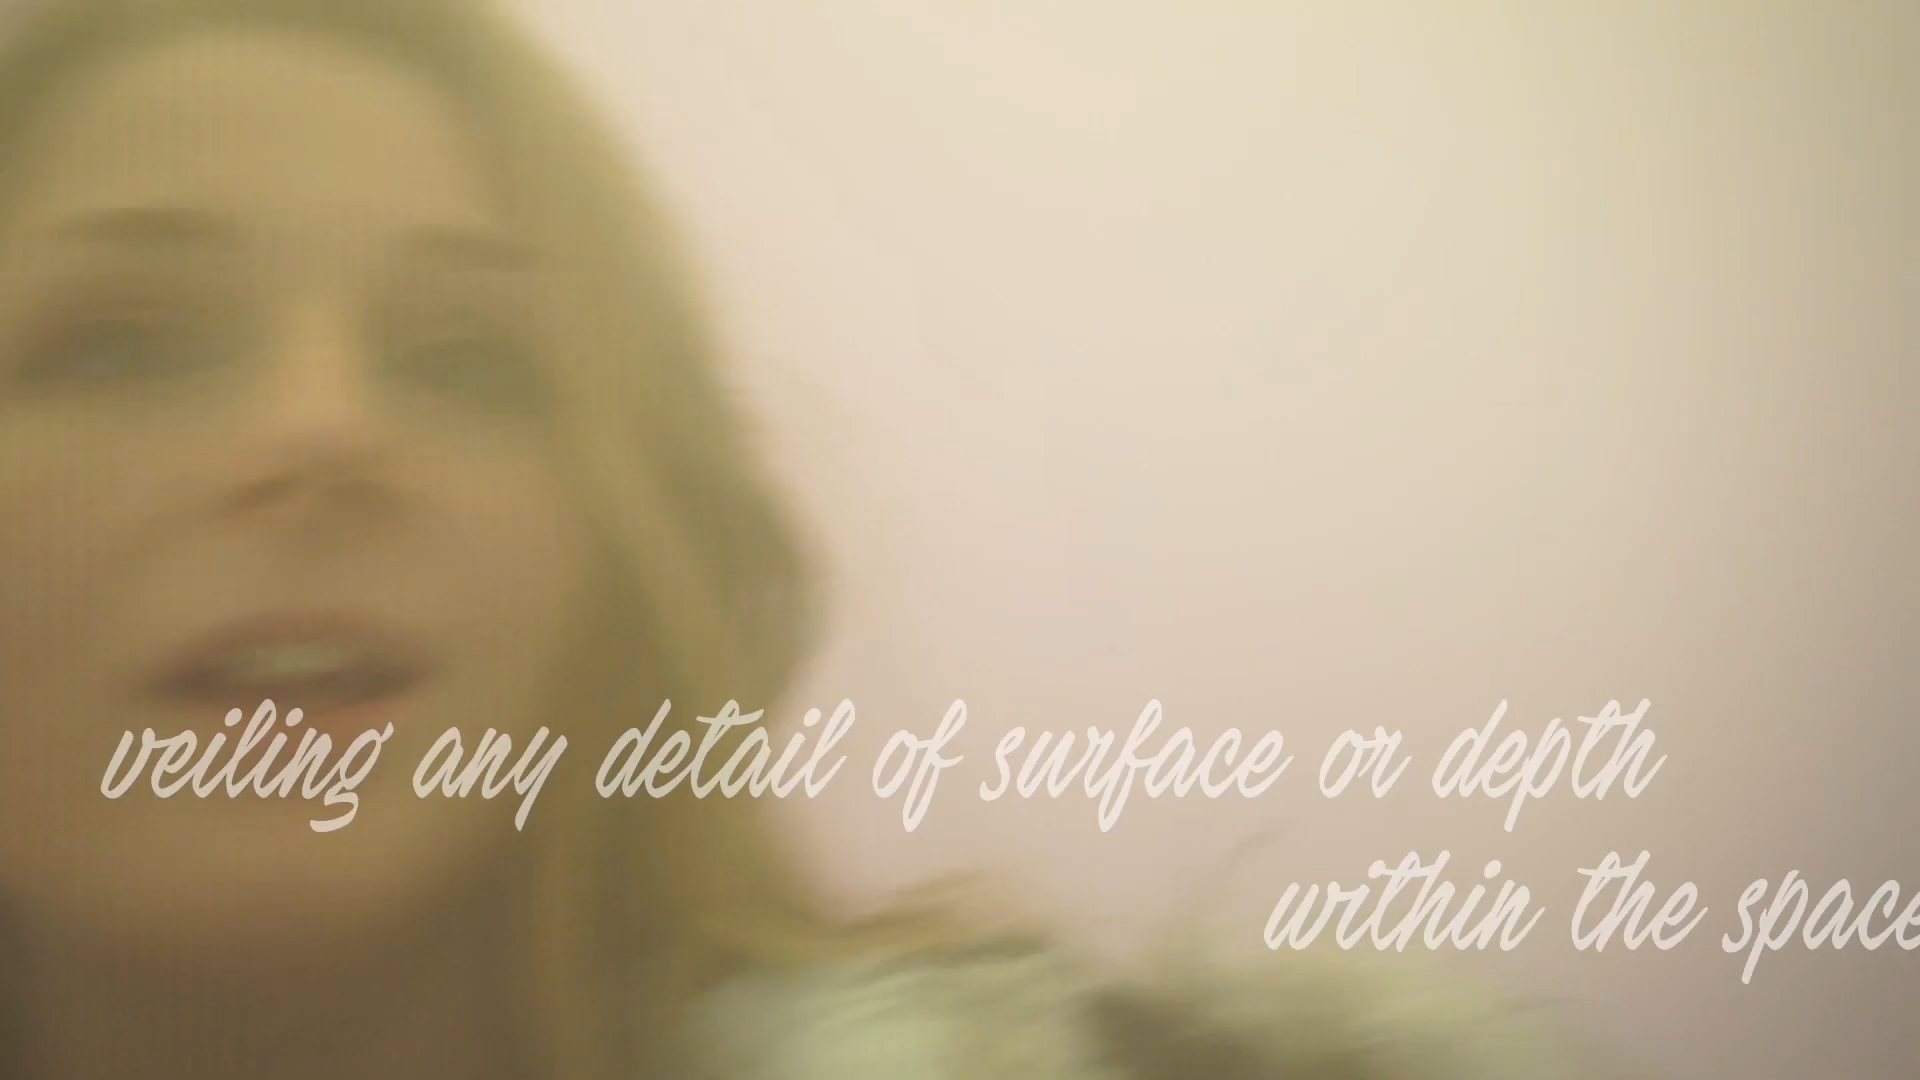 veiling any detail of surface or depth
within the space